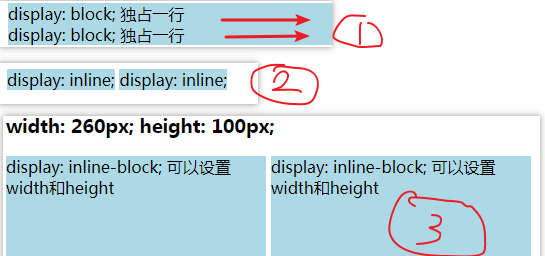 display: block; 独占一行
display: block; 独占一行
1
display: inline; display: inline;
2
width: 260px; height: 100px;
display: inline-block; 可以设置 display: inline-block; 可以设置
width和height width和height
3